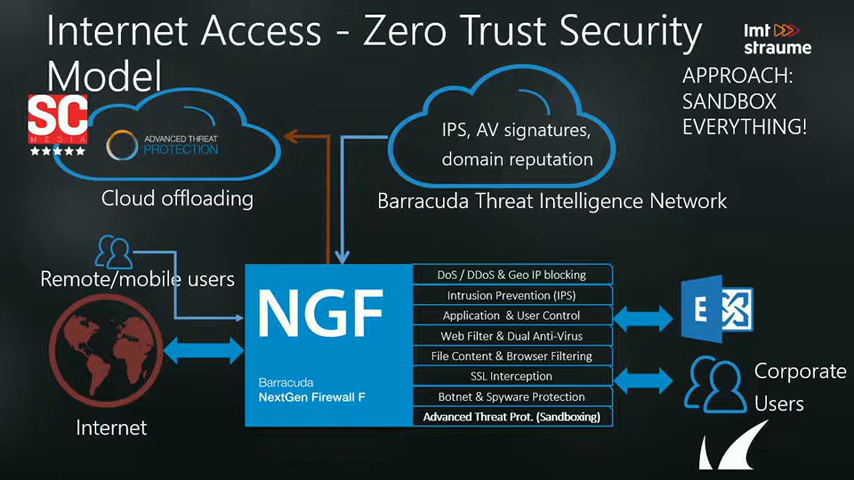 Internet Access - Zero Trust Security
Model
lmt
straume
APPROACH:
SANDBOX
EVERYTHING!
SC
MEDIA
ADVANCED THREAT
PROTECTION
Cloud offloading
IPS, AV signatures,
domain reputation
Barracuda Threat Intelligence Network
Remote/mobile users
Internet
NGF
Barracuda
NextGen Firewall F
DoS / DDoS & Geo IP blocking
Intrusion Prevention (IPS)
Application & User Control
Web Filter & Dual Anti-Virus
File Content & Browser Filtering
SSL Interception
Botnet & Spyware Protection
Advanced Threat Prot. (Sandboxing)
E
Corporate
Users